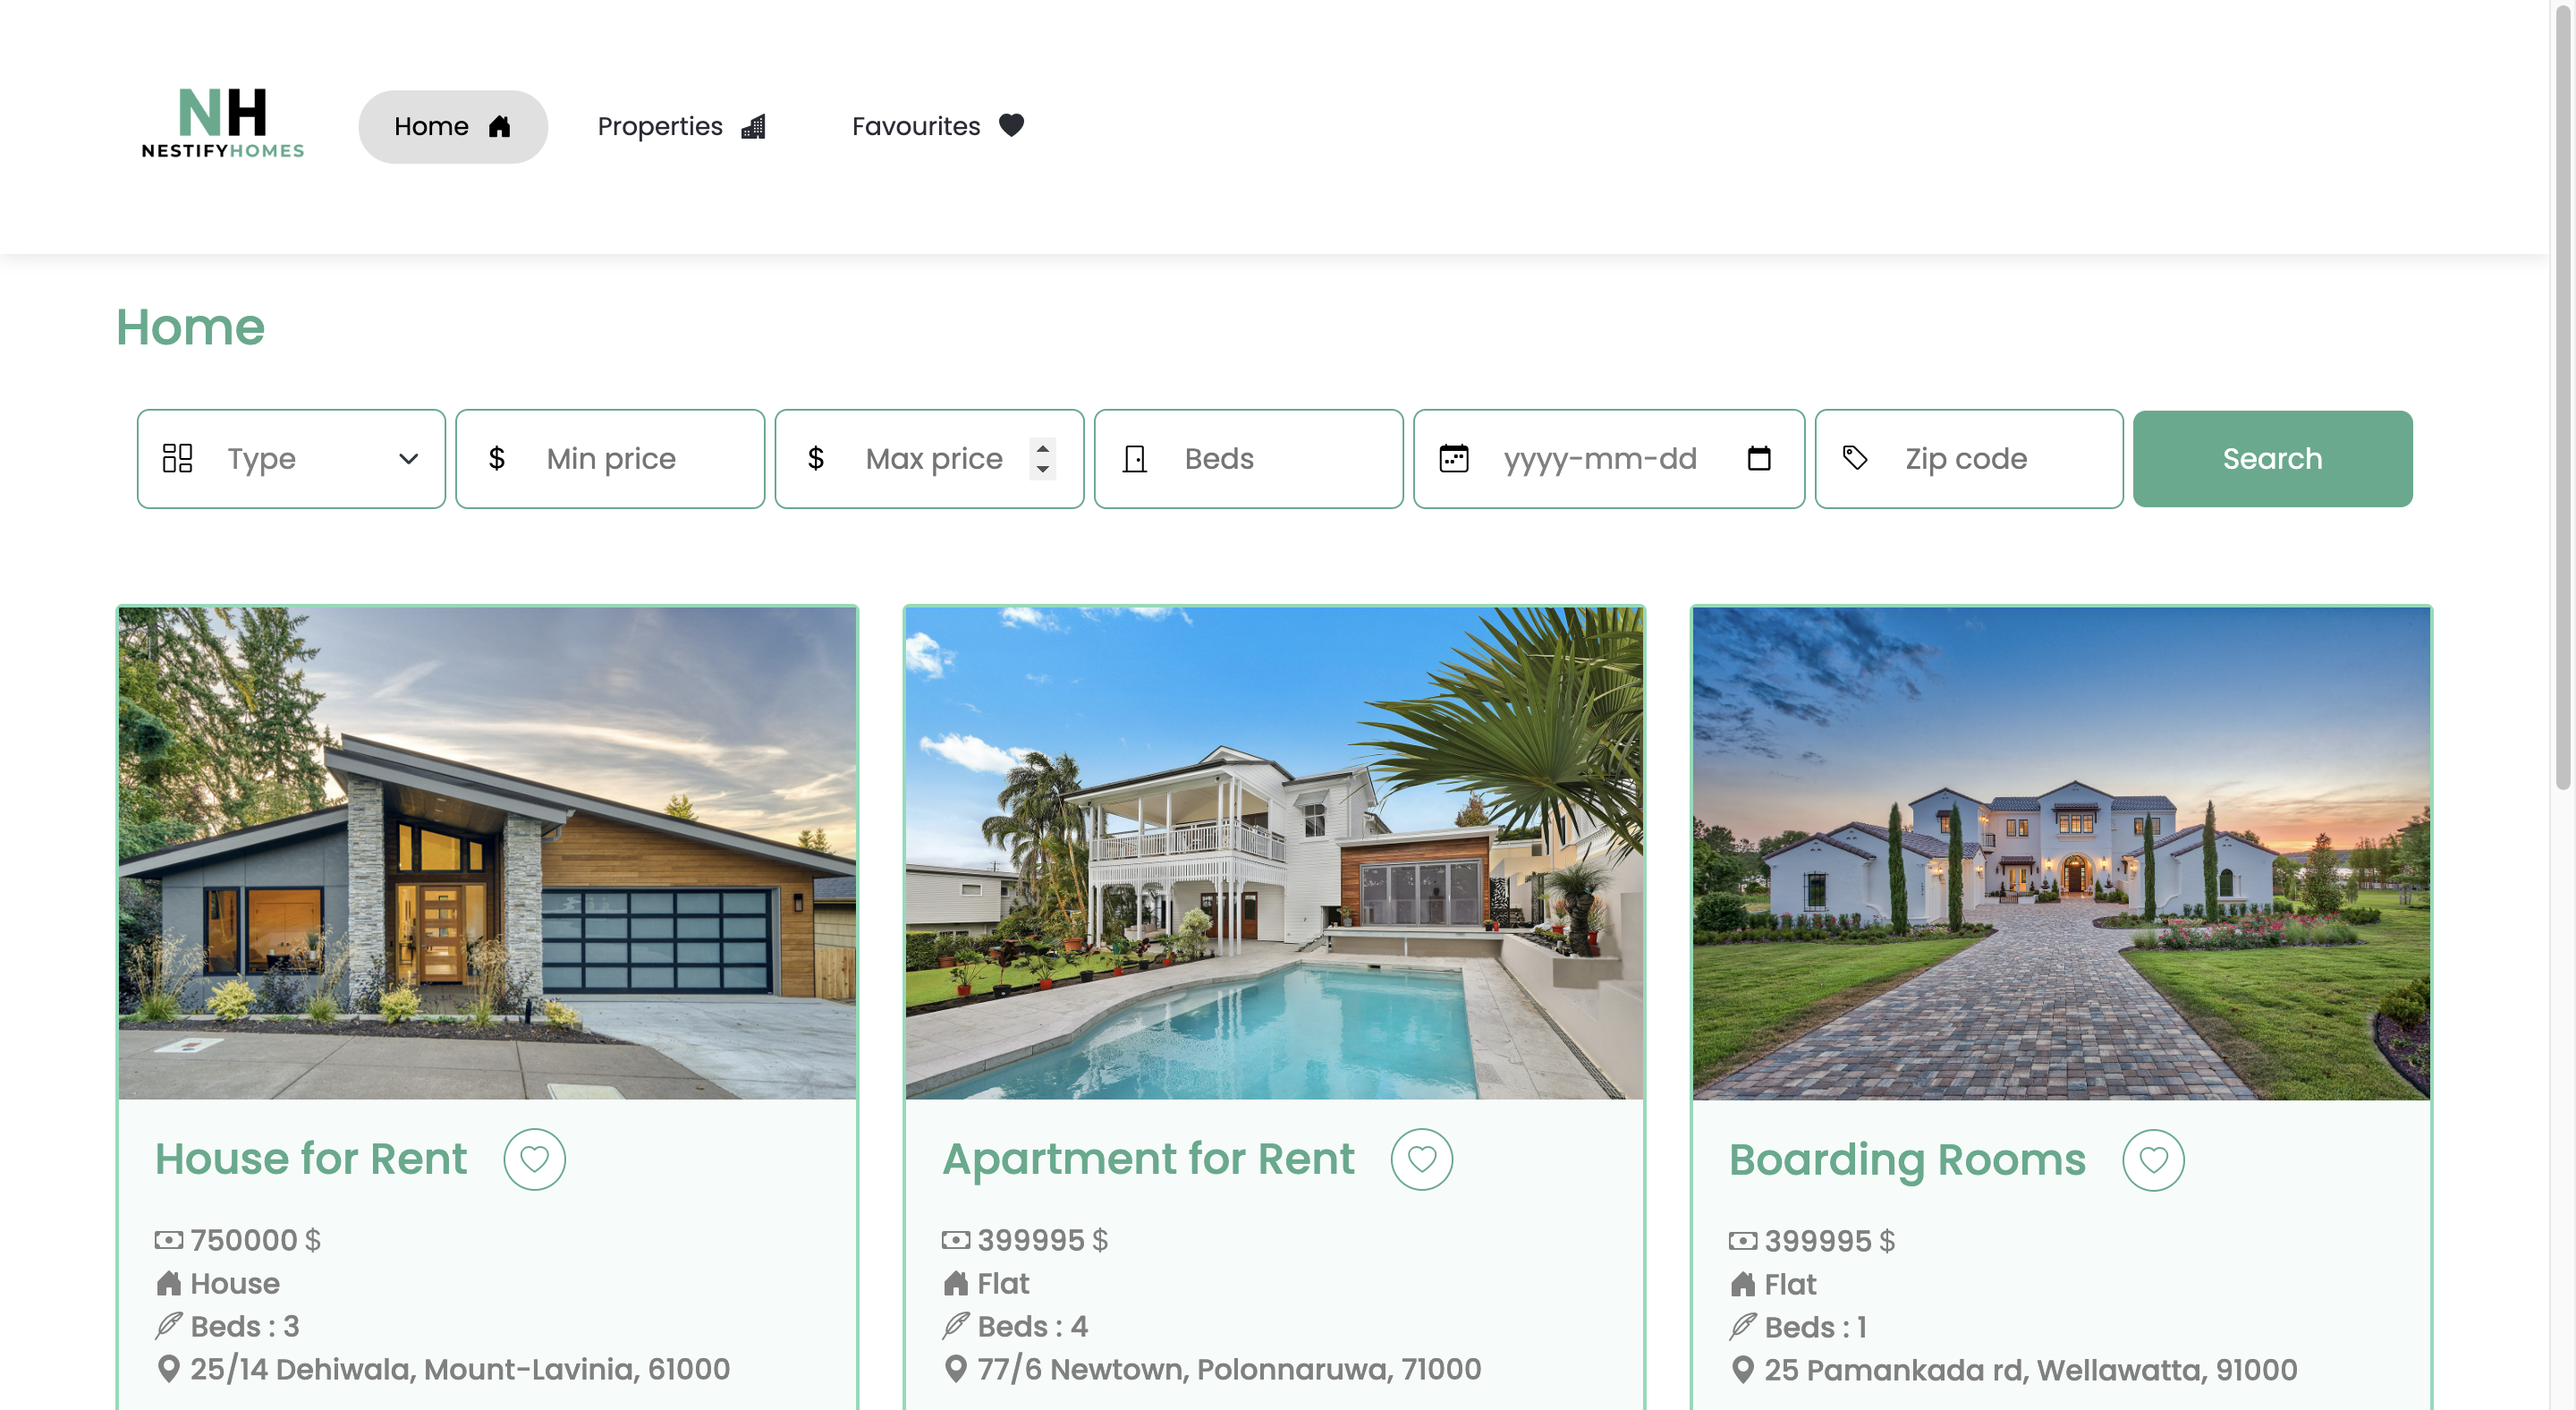 NH
NESTIFYHOMES
Home
Properties
Favourites
Home
Type
$ Min price
$ Max price
Beds
yyyy-mm-dd
Zip code
Search
House for Rent
750000 $
House
Beds : 3
25/14 Dehiwala, Mount-Lavinia, 61000
Apartment for Rent
399995 $
Flat
Beds : 4
77/6 Newtown, Polonnaruwa, 71000
Boarding Rooms
399995 $
Flat
Beds : 1
25 Pamankada rd, Wellawatta, 91000